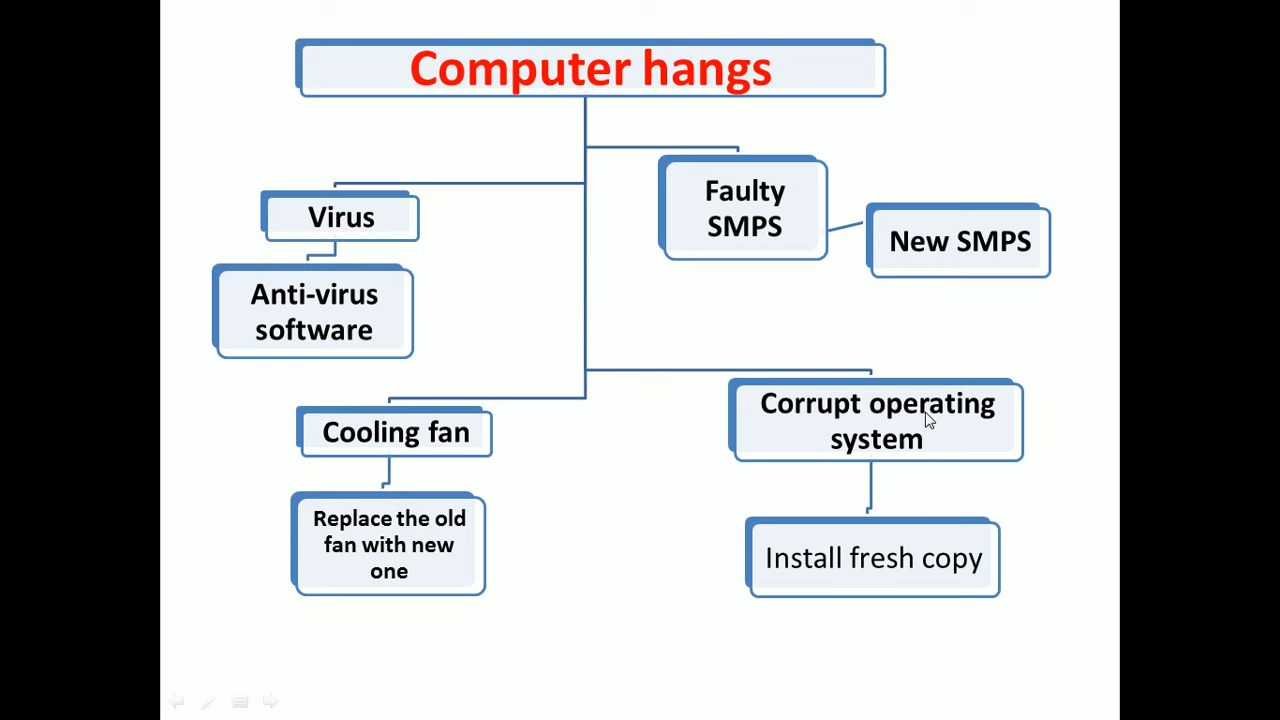 Computer hangs
Faulty
SMPS
Virus
New SMPS
Anti-virus
software
Corrupt operating
system
Cooling fan
Replace the old
fan with new
one
Install fresh copy